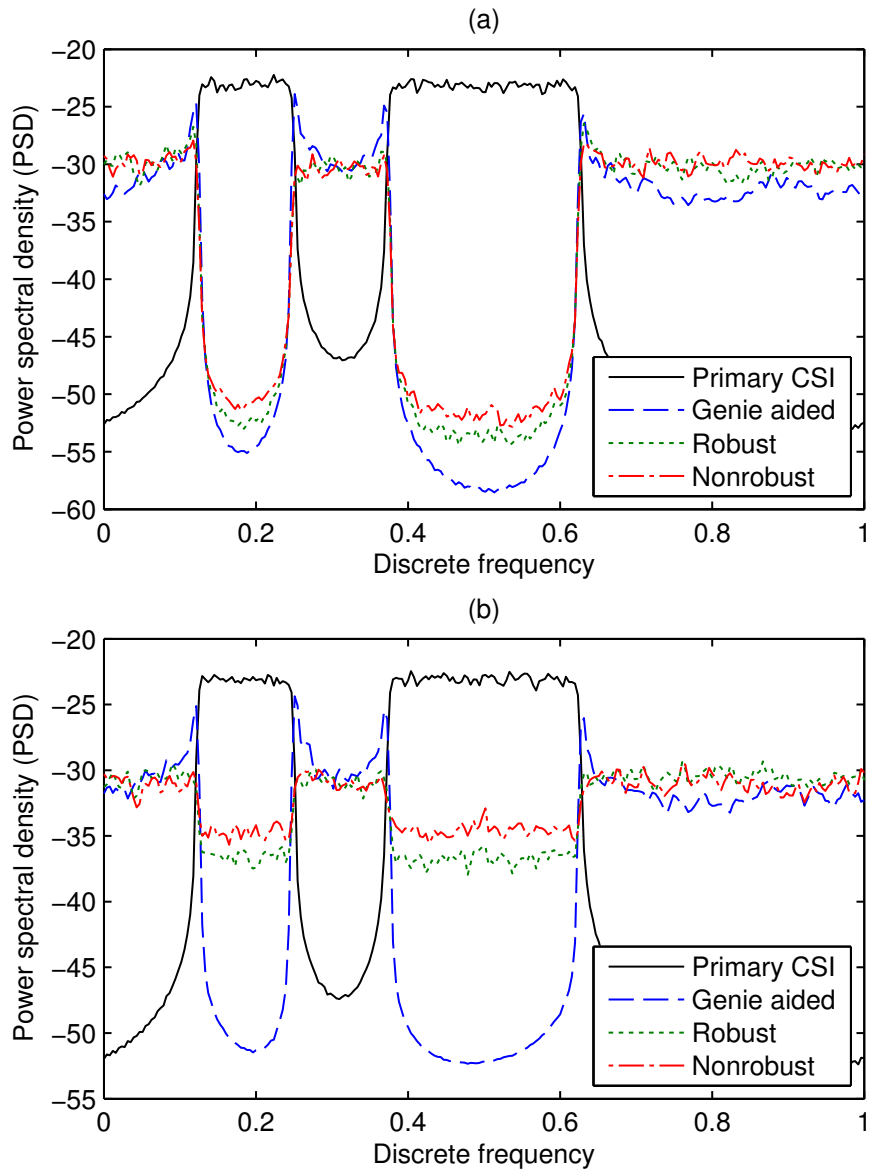 (a)
−20
−25
−30
−35
−40
−45
−50
−55
−60
Power spectral density (PSD)
0
0.2
0.4
0.6
0.8
1
Discrete frequency
Primary CSI
Genie aided
Robust
Nonrobust
(b)
−20
−25
−30
−35
−40
−45
−50
−55
Power spectral density (PSD)
0
0.2
0.4
0.6
0.8
1
Discrete frequency
Primary CSI
Genie aided
Robust
Nonrobust